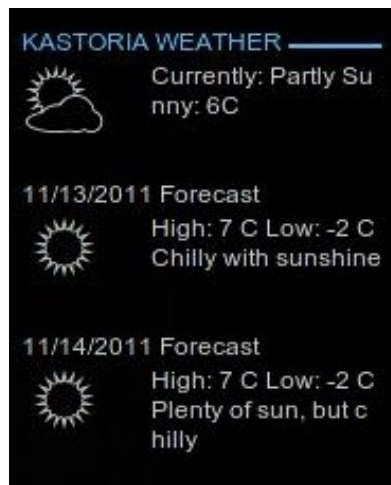 KASTORIA WEATHER
Currently: Partly Su
nny: 6C
11/13/2011 Forecast
High: 7 C Low: -2 C
Chilly with sunshine
11/14/2011 Forecast
High: 7 C Low: -2 C
Plenty of sun, but c
hilly